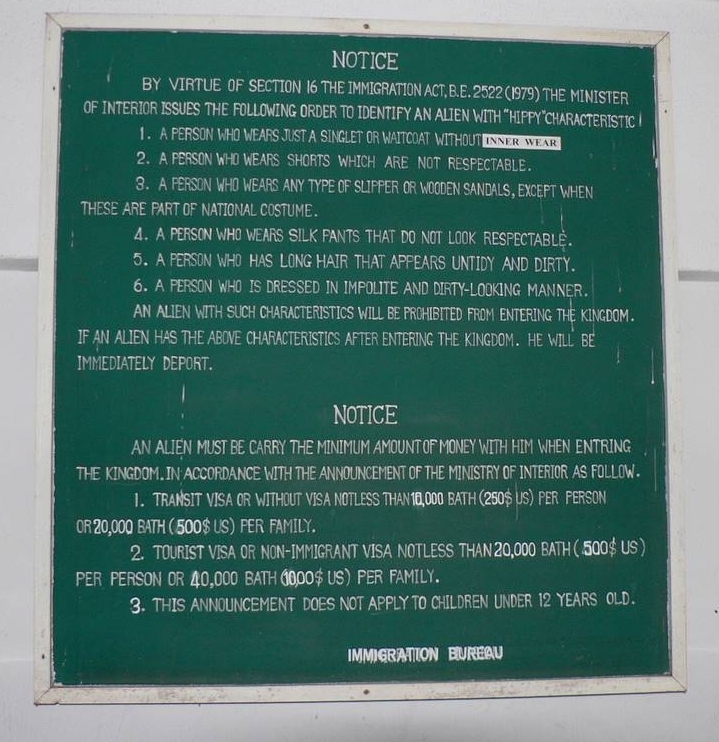 NOTICE
BY VIRTUE OF SECTION 16 THE IMMIGRATION ACT, B.E. 2522 (1979) THE MINISTER
OF INTERIOR ISSUES THE FOLLOWING ORDER TO IDENTIFY AN ALIEN WITH "HIPPY"CHARACTERISTIC
1. A PERSON WHO WEARS JUST A SINGLET OR WAITCOAT WITHOUT INNER WEAR
2. A PERSON WHO WEARS SHORTS WHICH ARE NOT RESPECTABLE.
3. A PERSON WHO WEARS ANY TYPE OF SLIPPER OR WOODEN SANDALS, EXCEPT WHEN
THESE ARE PART OF NATIONAL COSTUME.
4. A PERSON WHO WEARS SILK PANTS THAT DO NOT LOOK RESPECTABLE.
5. A PERSON WHO HAS LONG HAIR THAT APPEARS UNTIDY AND DIRTY.
6. A PERSON WHO IS DRESSED IN IMPOLITE AND DIRTY-LOOKING MANNER.
AN ALIEN WITH SUCH CHARACTERISTICS WILL BE PROHIBITED FROM ENTERING THE KINGDOM.
IF AN ALIEN HAS THE ABOVE CHARACTERISTICS AFTER ENTERING THE KINGDOM. HE WILL BE
IMMEDIATELY DEPORT.
NOTICE
AN ALIEN MUST BE CARRY THE MINIMUM AMOUNT OF MONEY WITH HIM WHEN ENTRING
THE KINGDOM. IN ACCORDANCE WITH THE ANNOUNCEMENT OF THE MINISTRY OF INTERIOR AS FOLLOW.
1. TRANSIT VISA OR WITHOUT VISA NOTLESS THAN 10,000 BATH (250$ US) PER PERSON
OR 20,000 BATH (500$ US) PER FAMILY.
2. TOURIST VISA OR NON-IMMIGRANT VISA NOTLESS THAN 20,000 BATH (500$ US)
PER PERSON OR 40,000 BATH (1000$ US) PER FAMILY.
3. THIS ANNOUNCEMENT DOES NOT APPLY TO CHILDREN UNDER 12 YEARS OLD.
IMMIGRATION BUREAU